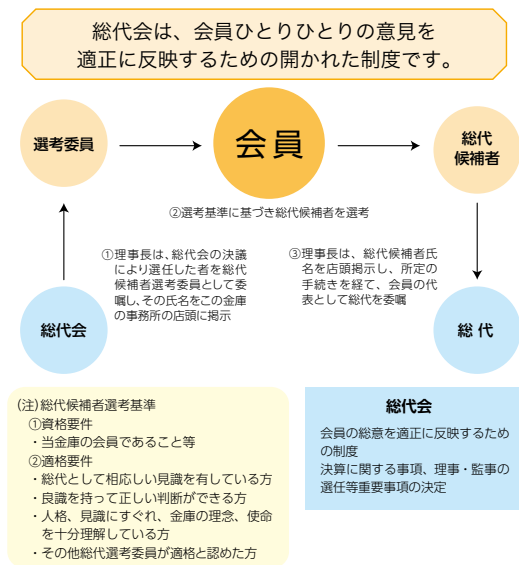 総代会は、会員ひとりひとりの意見を
適正に反映するための開かれた制度です。
選考委員
会員
総代
候補者
②選考基準に基づき総代候補者を選考
①理事長は、総代会の決議
により選任した者を総代
候補者選考委員として委
嘱し、その氏名をこの金庫
の事務所の店頭に掲示
③理事長は、総代候補者氏
名を店頭掲示し、所定の
手続きを経て、会員の代
表として総代を委嘱
総代会
総 代
(注)総代候補者選考基準
①資格要件
・当金庫の会員であること等
②適格要件
・総代として相応しい見識を有している方
・良識を持って正しい判断ができる方
・人格、見識にすぐれ、金庫の理念、使命
を十分理解している方
・その他総代選考委員が適格と認めた方
総代会
会員の総意を適正に反映するため
の制度
決算に関する事項、理事・監事の
選任等重要事項の決定